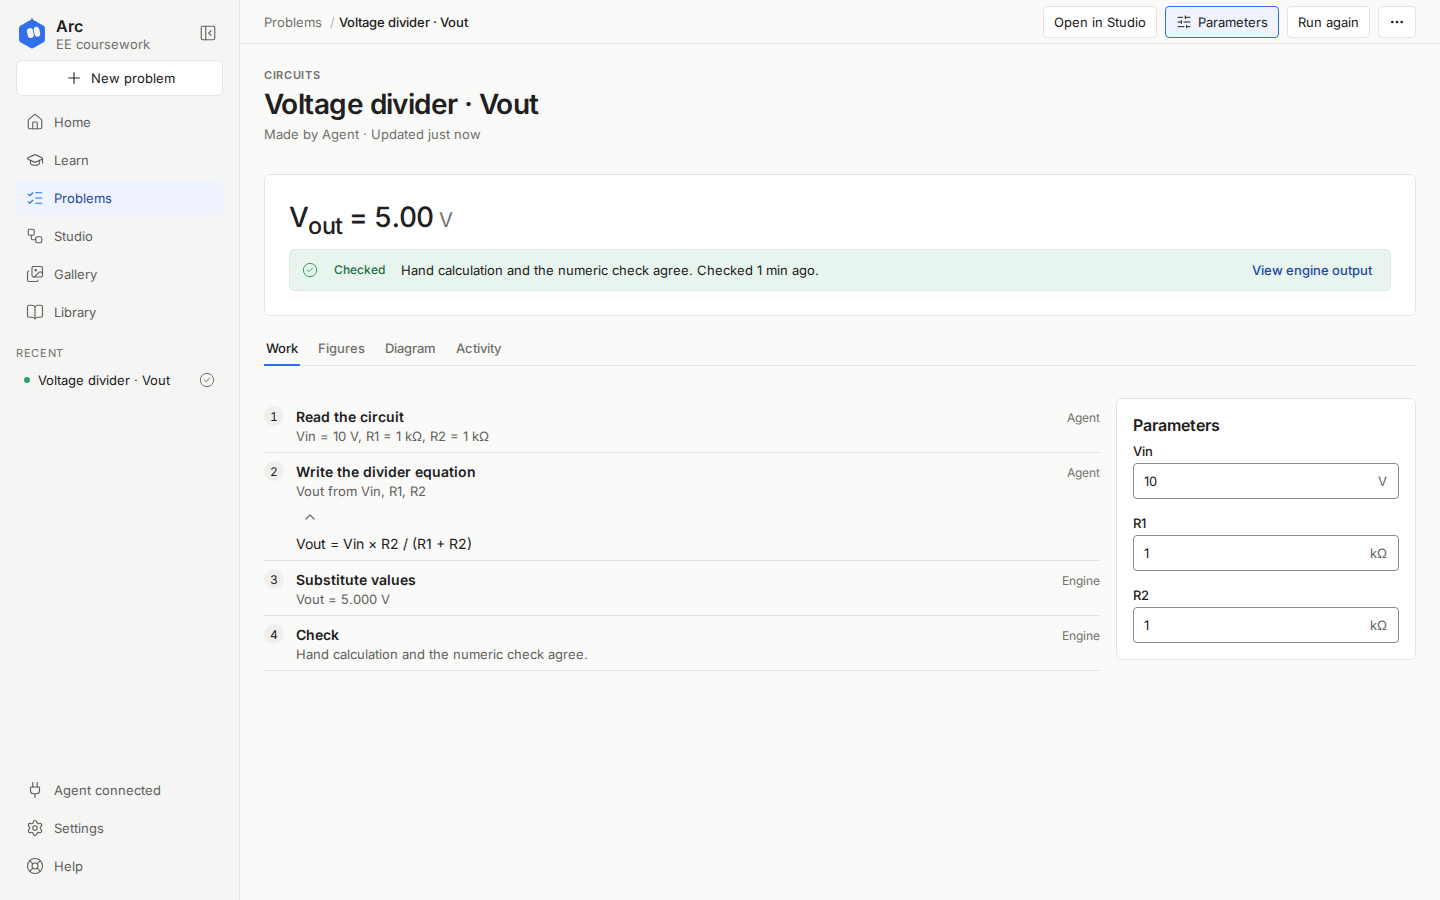 Arc
EE coursework
New problem
Home
Learn
Problems
Studio
Gallery
Library
RECENT
Voltage divider · Vout
Agent connected
Settings
Help
Problems / Voltage divider · Vout
Open in Studio
Parameters
Run again
CIRCUITS
Voltage divider · Vout
Made by Agent · Updated just now
Vout = 5.00 V
Checked Hand calculation and the numeric check agree. Checked 1 min ago. View engine output
Work Figures Diagram Activity
1 Read the circuit Agent
Vin = 10 V, R1 = 1 kΩ, R2 = 1 kΩ
2 Write the divider equation Agent
Vout from Vin, R1, R2
Vout = Vin × R2 / (R1 + R2)
3 Substitute values Engine
Vout = 5.000 V
4 Check Engine
Hand calculation and the numeric check agree.
Parameters
Vin
10 V
R1
1 kΩ
R2
1 kΩ